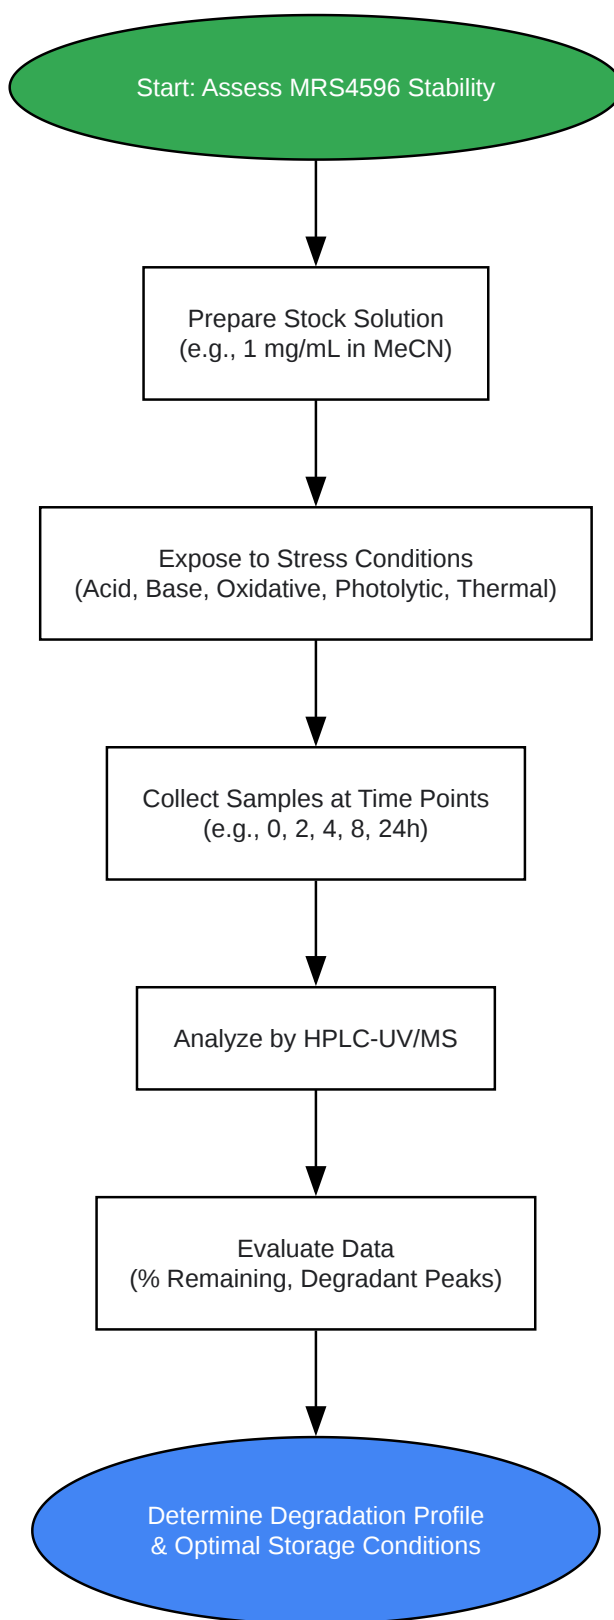 Start: Assess MRS4596 Stability
Prepare Stock Solution
(e.g., 1 mg/mL in MeCN)
Expose to Stress Conditions
(Acid, Base, Oxidative, Photolytic, Thermal)
Collect Samples at Time Points
(e.g., 0, 2, 4, 8, 24h)
Analyze by HPLC-UV/MS
Evaluate Data
(% Remaining, Degradant Peaks)
Determine Degradation Profile
& Optimal Storage Conditions